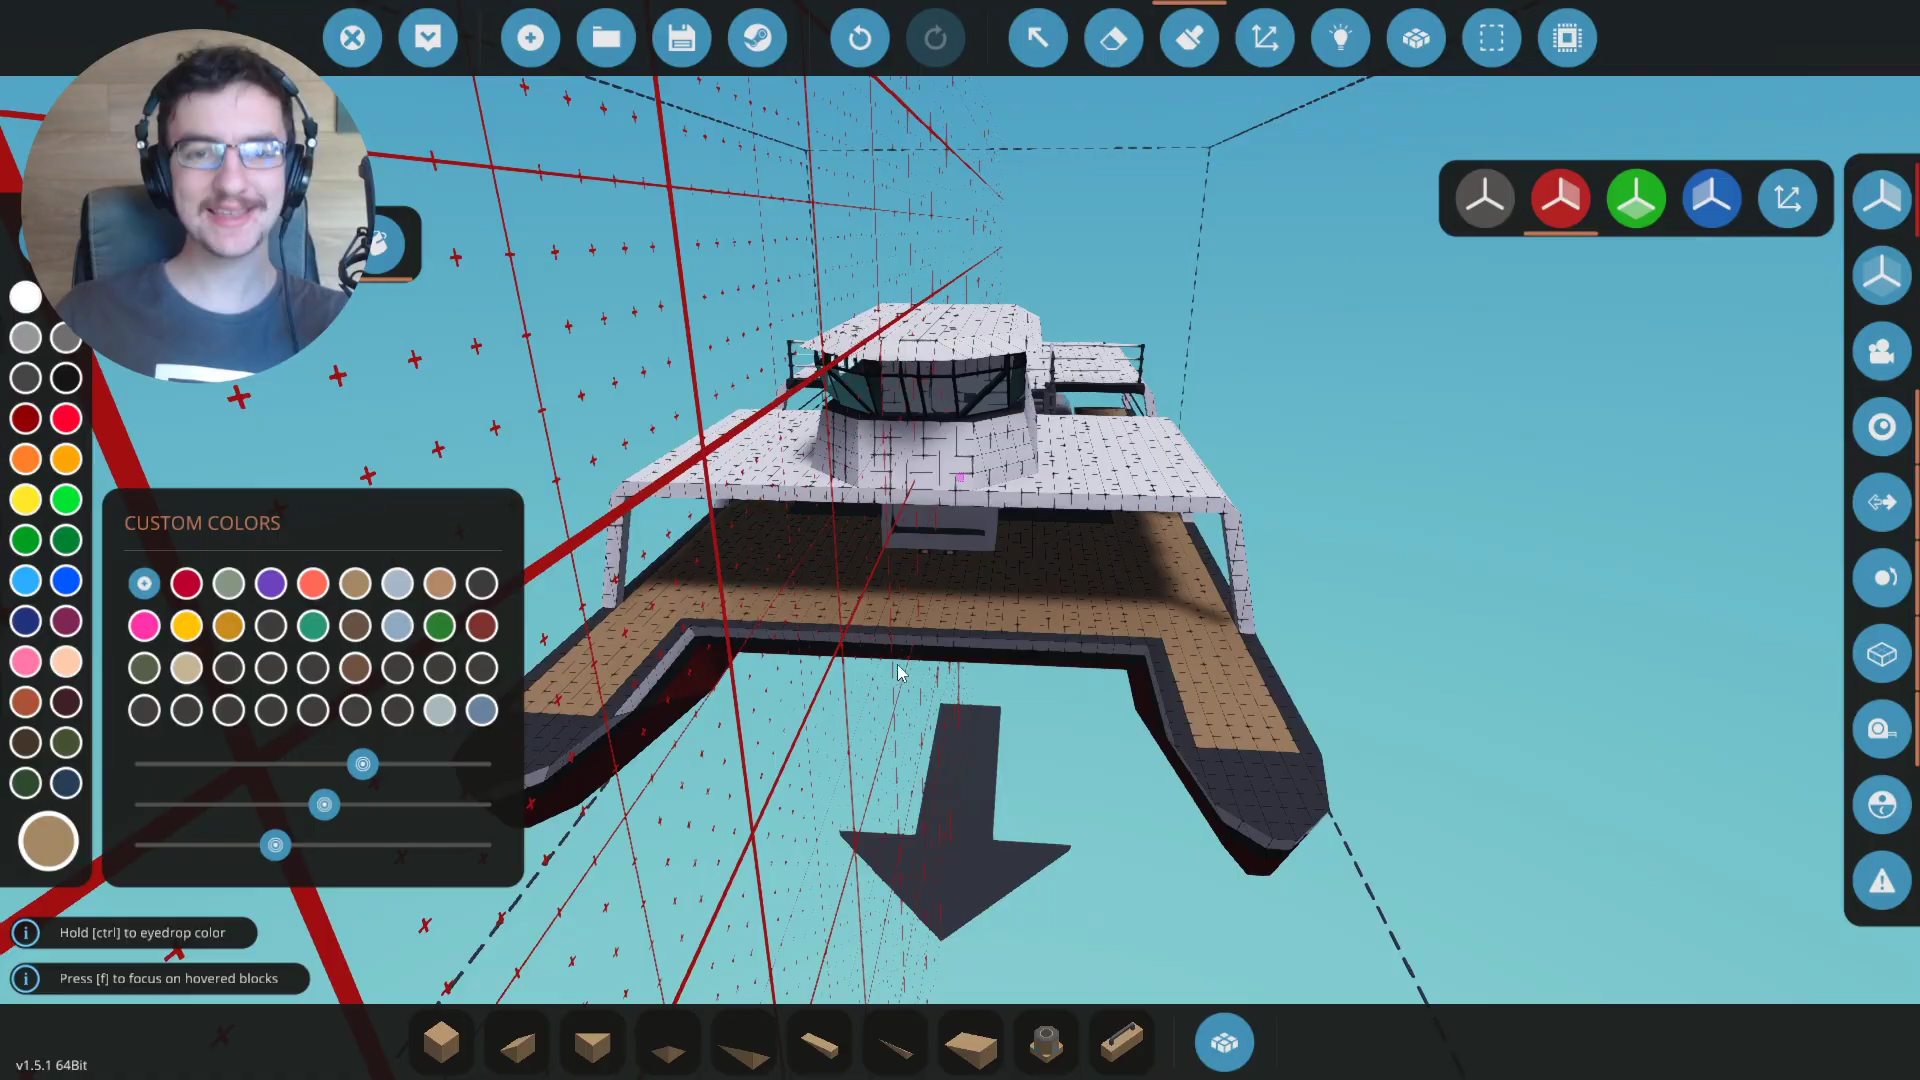 CUSTOM COLORS
Hold [ctrl] to eyedrop color
Press [f] to focus on hovered blocks
v1.5.1 64Bit